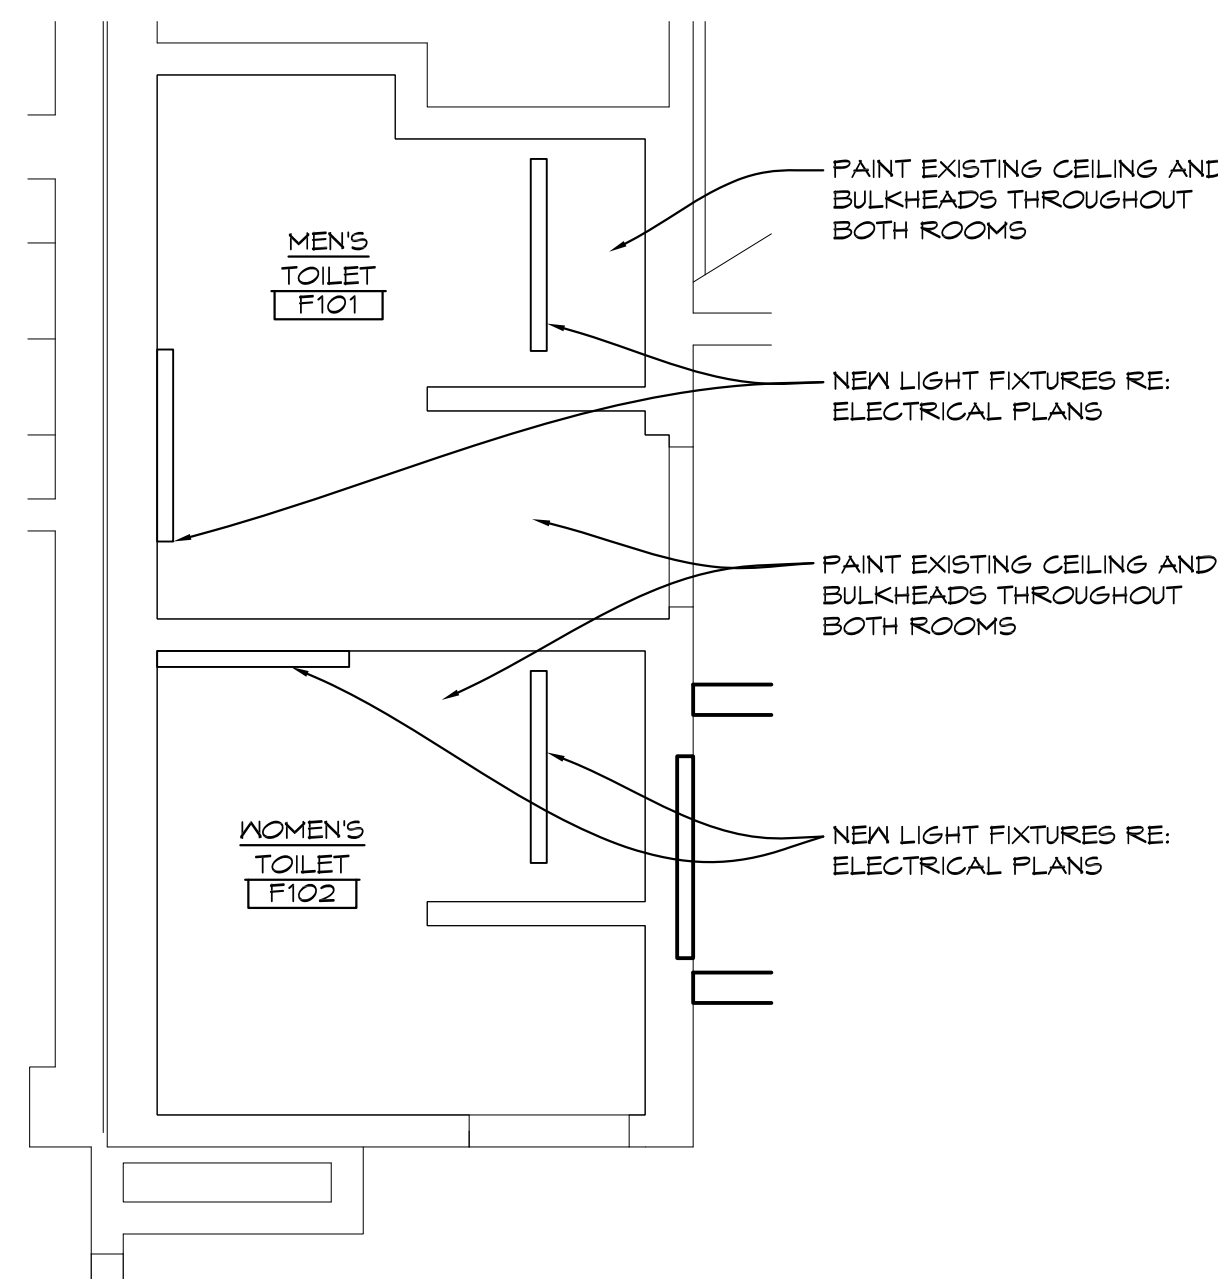 PAINT EXISTING CEILING AND
BULKHEADS THROUGHOUT
BOTH ROOMS
MEN'S
TOILET
F101
NEW LIGHT FIXTURES RE:
ELECTRICAL PLANS
PAINT EXISTING CEILING AND
BULKHEADS THROUGHOUT
BOTH ROOMS
WOMEN'S
TOILET
F102
NEW LIGHT FIXTURES RE:
ELECTRICAL PLANS